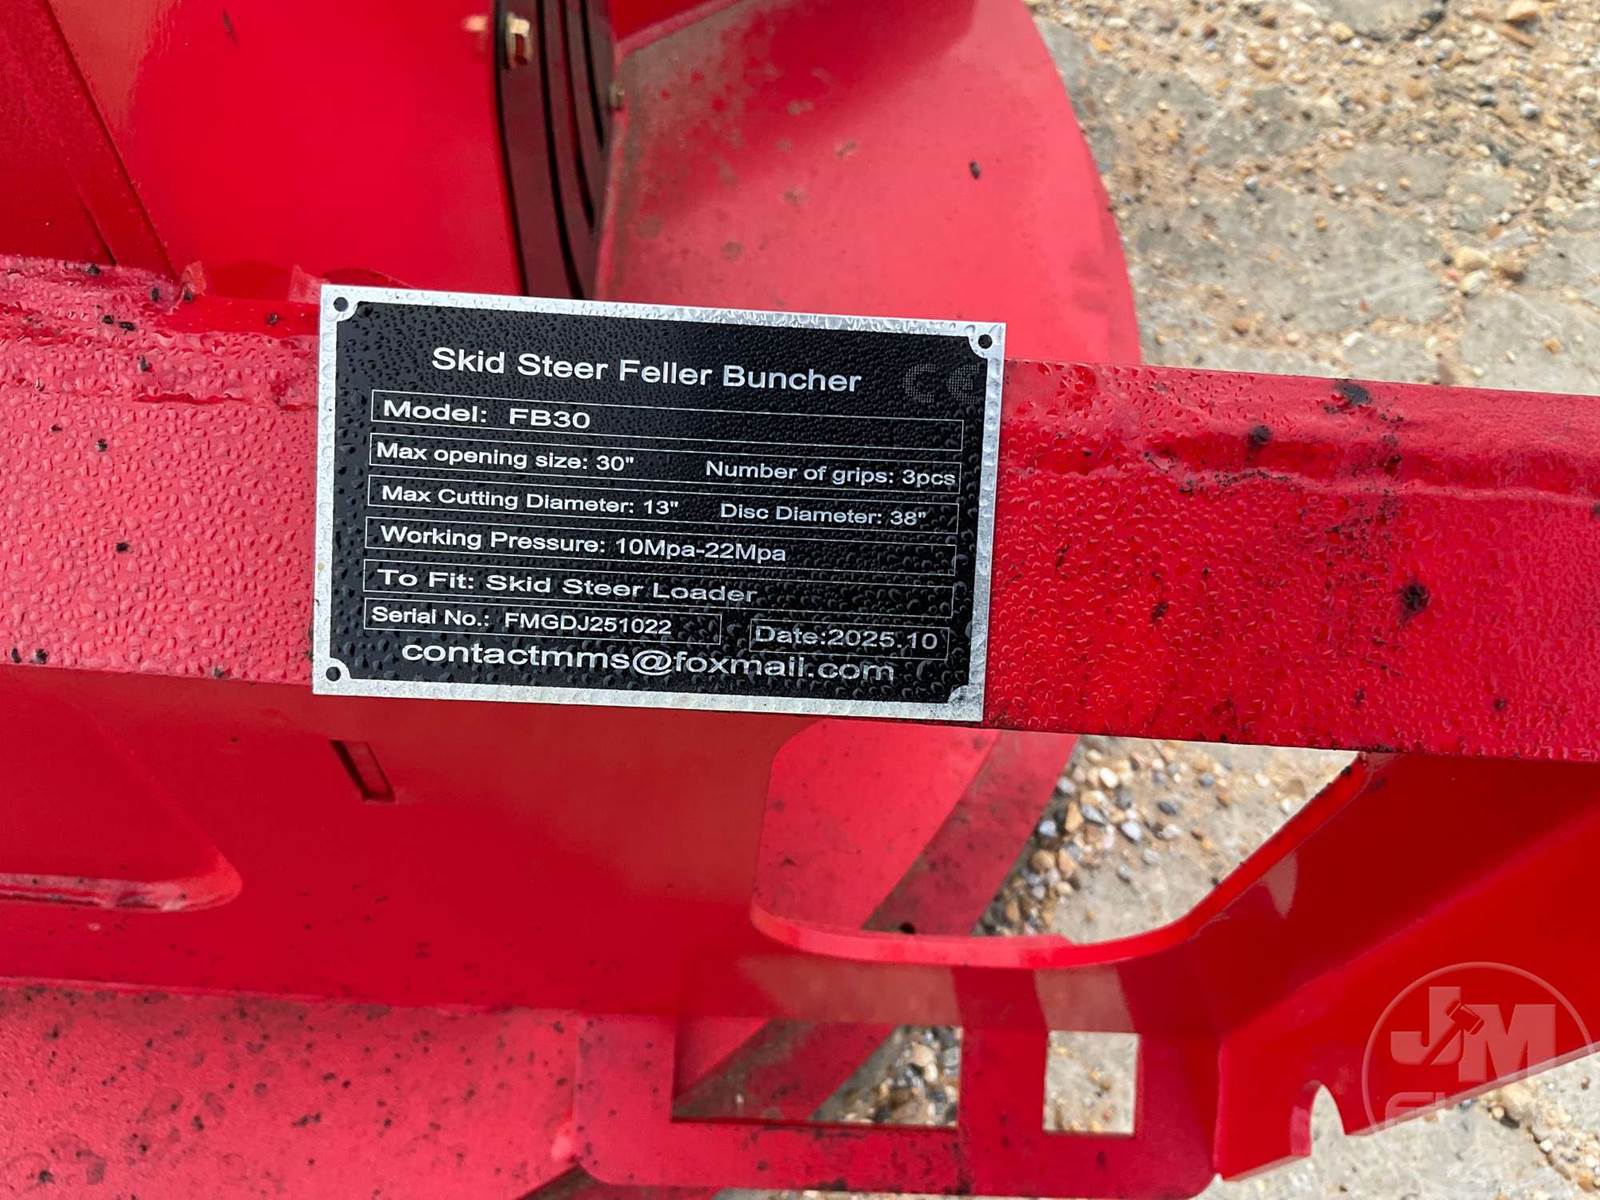 Skid Steer Feller Buncher CE
Model: FB30
Max opening size: 30" Number of grips: 3pcs
Max Cutting Diameter: 13" Disc Diameter: 38"
Working Pressure: 10Mpa-22Mpa
To Fit: Skid Steer Loader
Serial No.: FMGDJ251022 Date:2025.10
contactmms@foxmail.com
JM